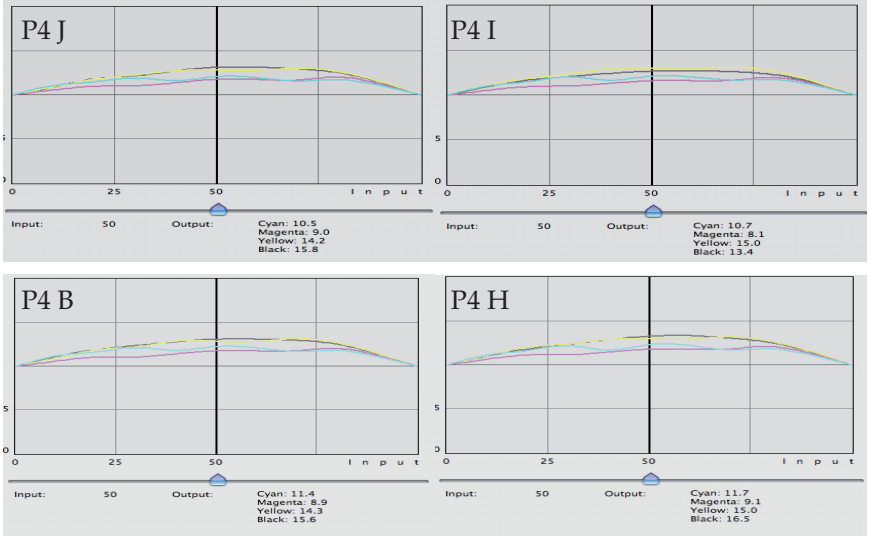 P4 J
5
0
25
50
I n p u t
Input: 50 Output: Cyan: 10.5
Magenta: 9.0
Yellow: 14.2
Black: 15.8
P4 I
5
0
0
25
50
I n p u t
Input: 50 Output: Cyan: 10.7
Magenta: 8.1
Yellow: 15.0
Black: 13.4
P4 B
5
0
0
25
50
I n p u t
Input: 50 Output: Cyan: 11.4
Magenta: 8.9
Yellow: 14.3
Black: 15.6
P4 H
5
0
0
25
50
I n p u t
Input: 50 Output: Cyan: 11.7
Magenta: 9.1
Yellow: 15.0
Black: 16.5